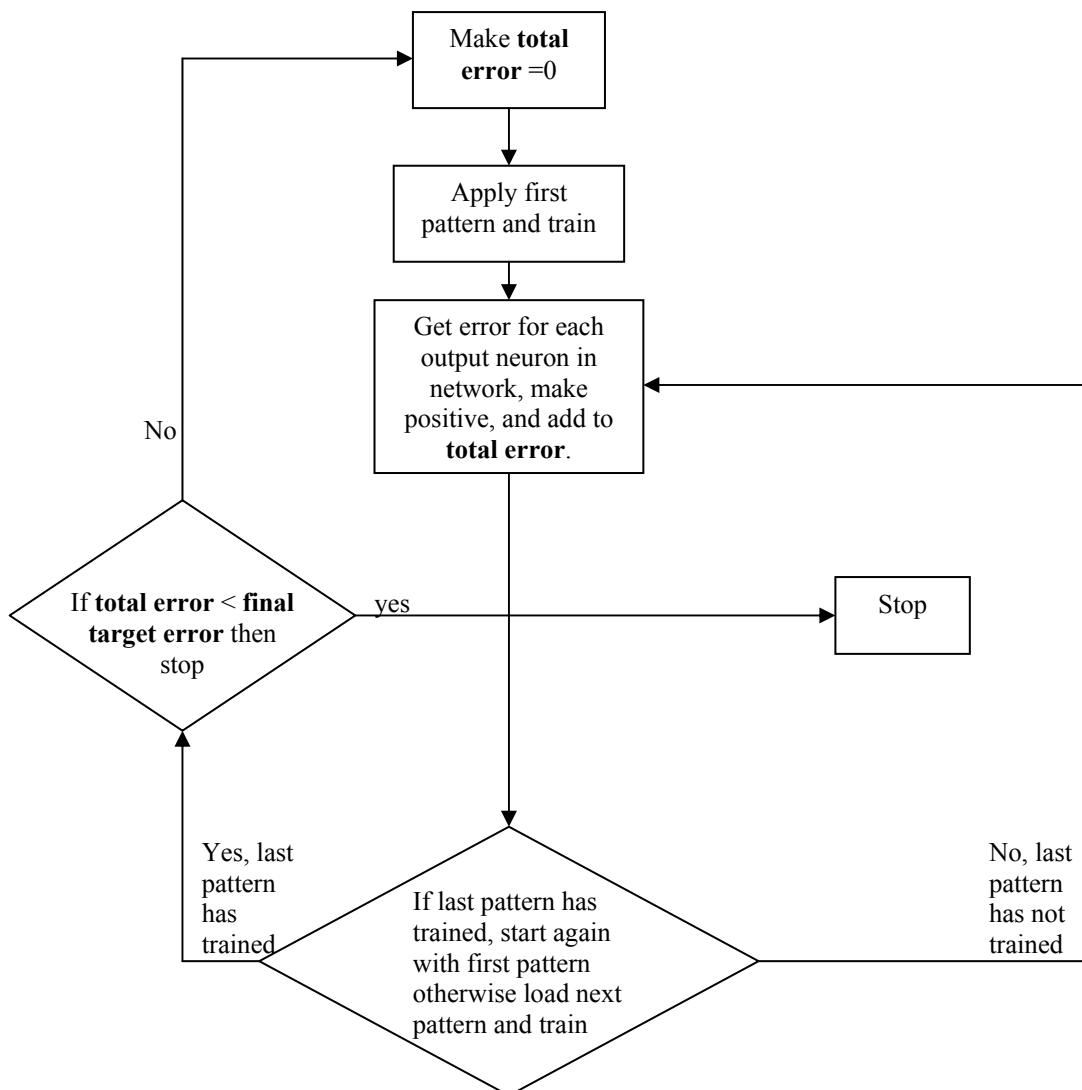 Make total
error =0
Apply first
pattern and train
Get error for each
output neuron in
network, make
positive, and add to
total error.
No
If total error < final
target error then
stop
yes
Stop
Yes, last
pattern
has
trained
If last pattern has
trained, start again
with first pattern
otherwise load next
pattern and train
No, last
pattern
has not
trained